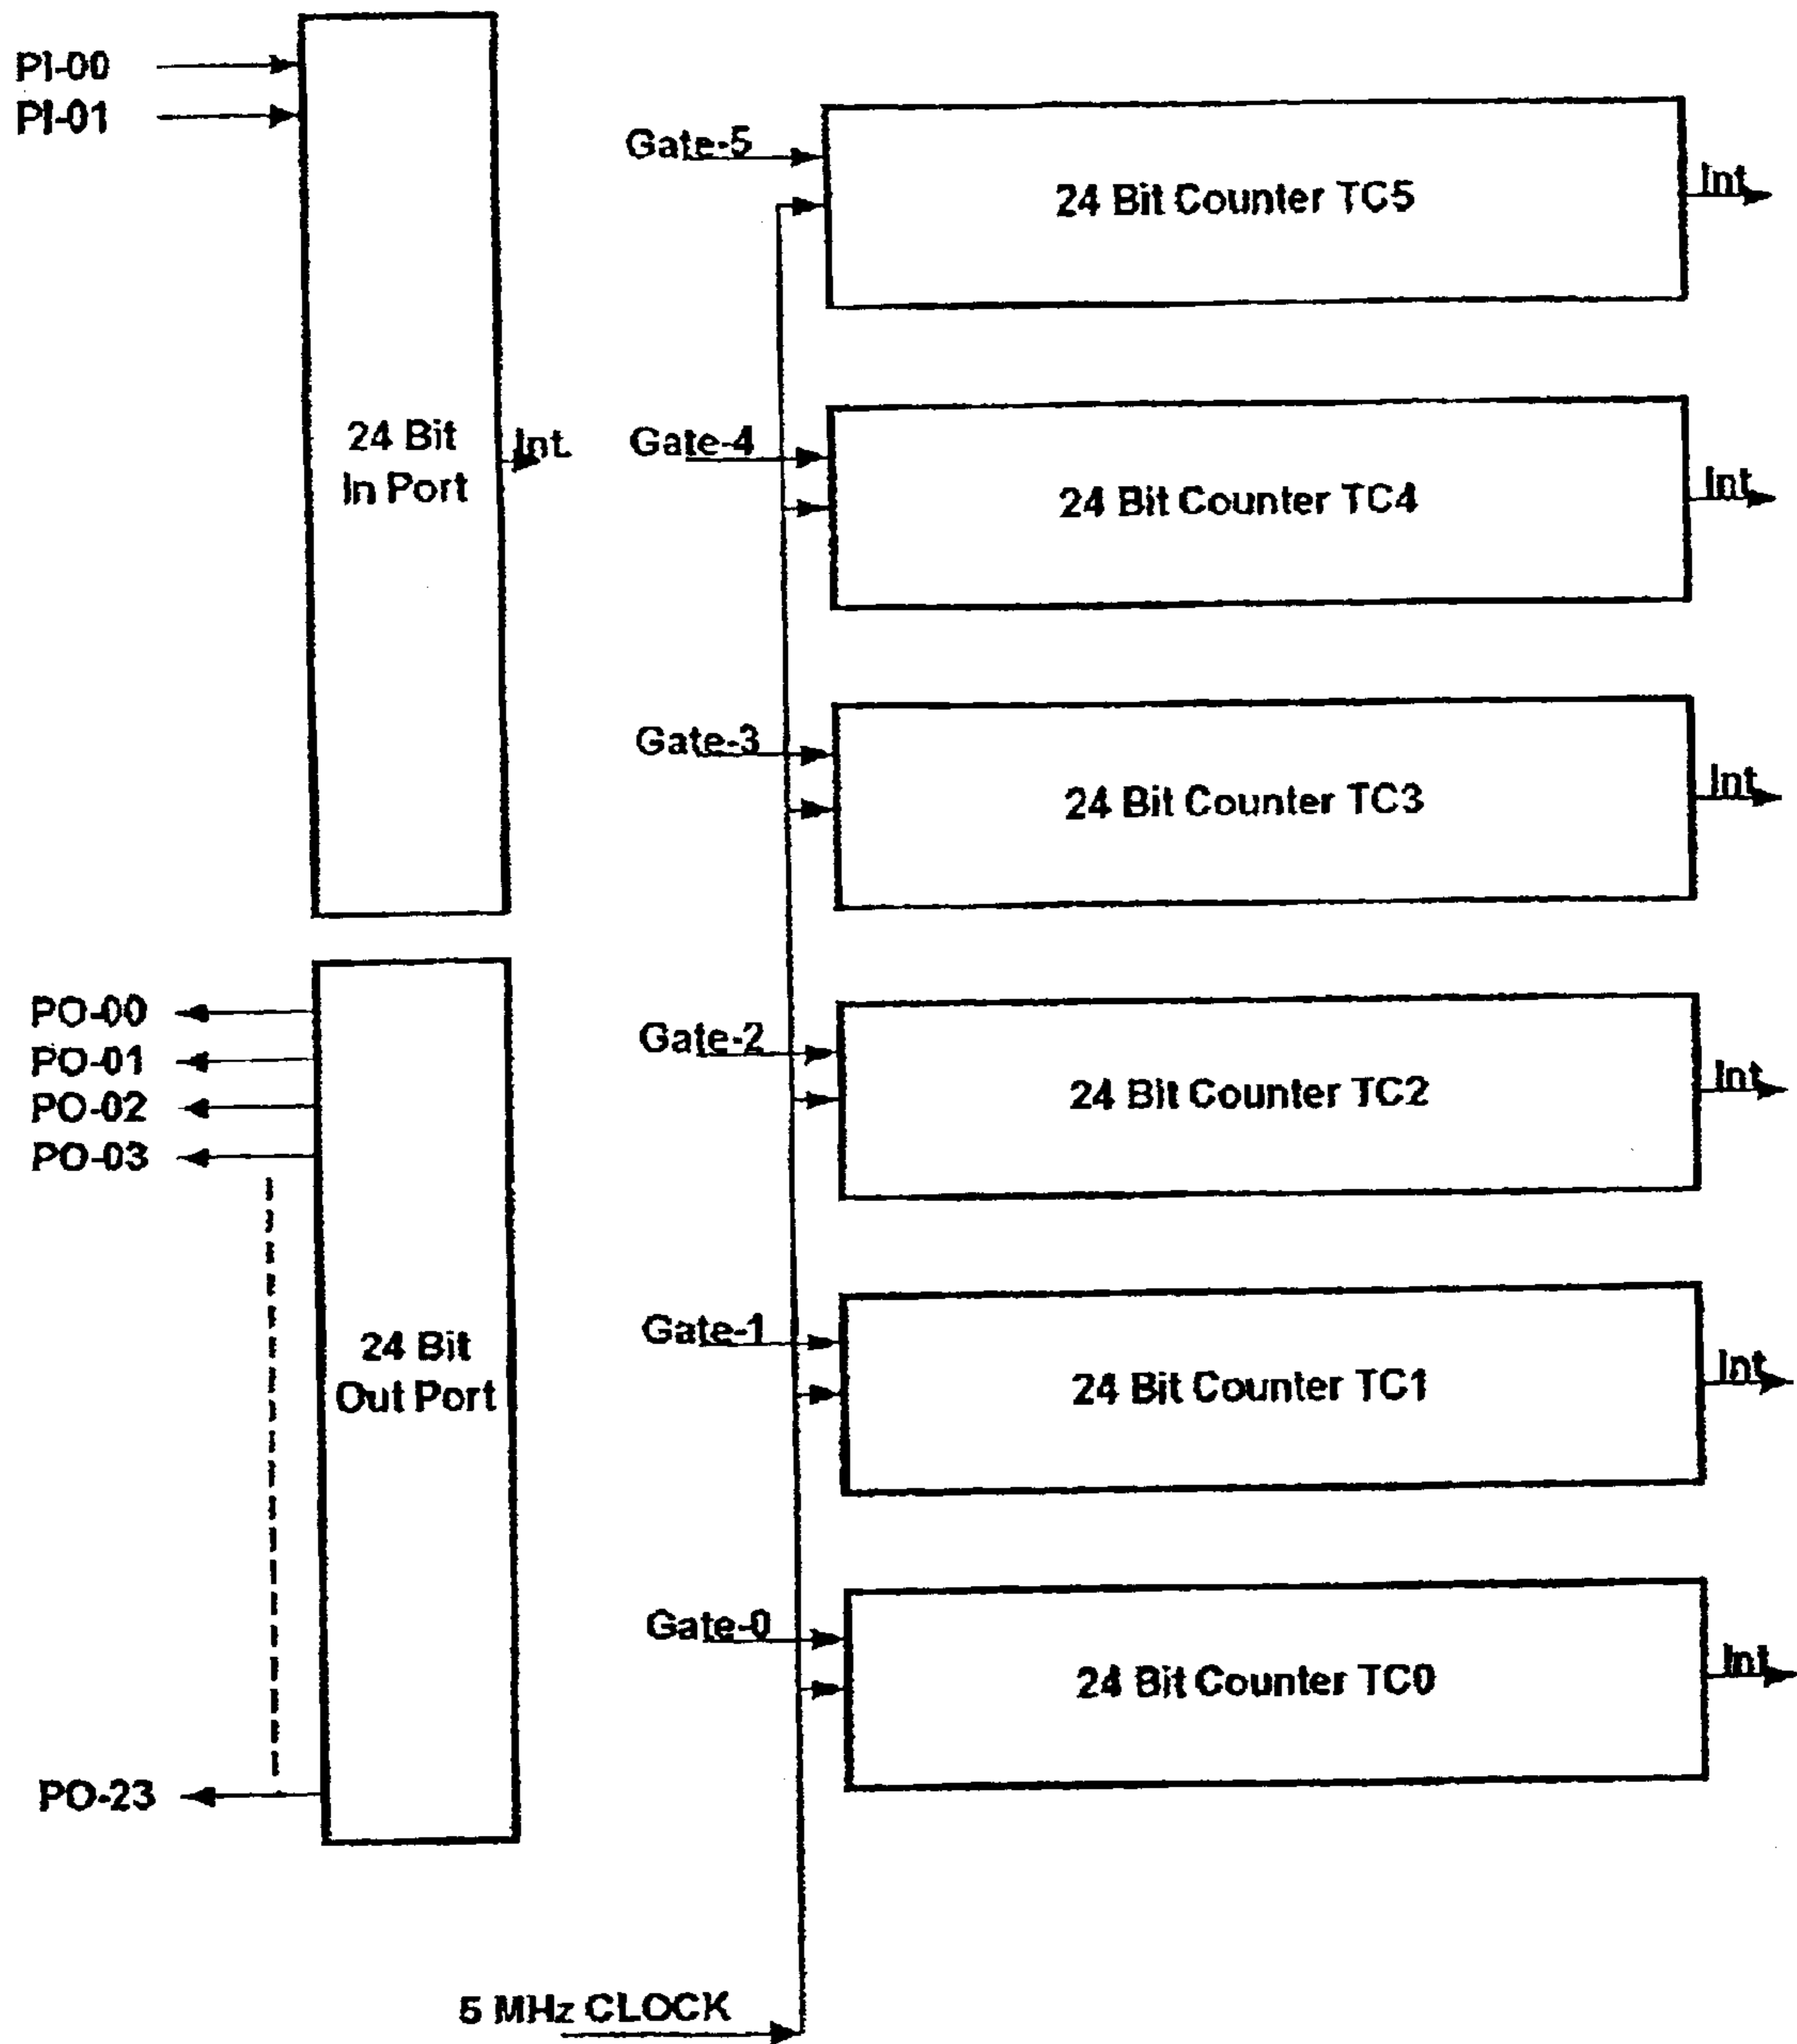 PI-00
PI-01
24 Bit
In Port
Int.
PO-00
PO-01
PO-02
PO-03
PO-23
24 Bit
Out Port
Gate-5
24 Bit Counter TC5
Int
Gate-4
24 Bit Counter TC4
Int
Gate-3
24 Bit Counter TC3
Int
Gate-2
24 Bit Counter TC2
Int
Gate-1
24 Bit Counter TC1
Int
Gate-0
24 Bit Counter TC0
Int
5 MHz CLOCK